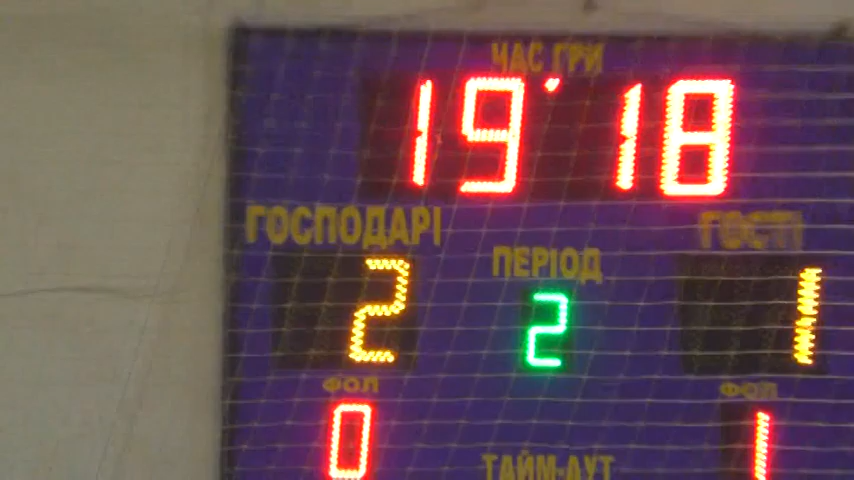 ЧАС ГРИ
19'18
ГОСПОДАРІ ГОСТІ
ПЕРІОД
2 2 1
ФОЛ ФОЛ
0 1
ТАЙМ-АУТ